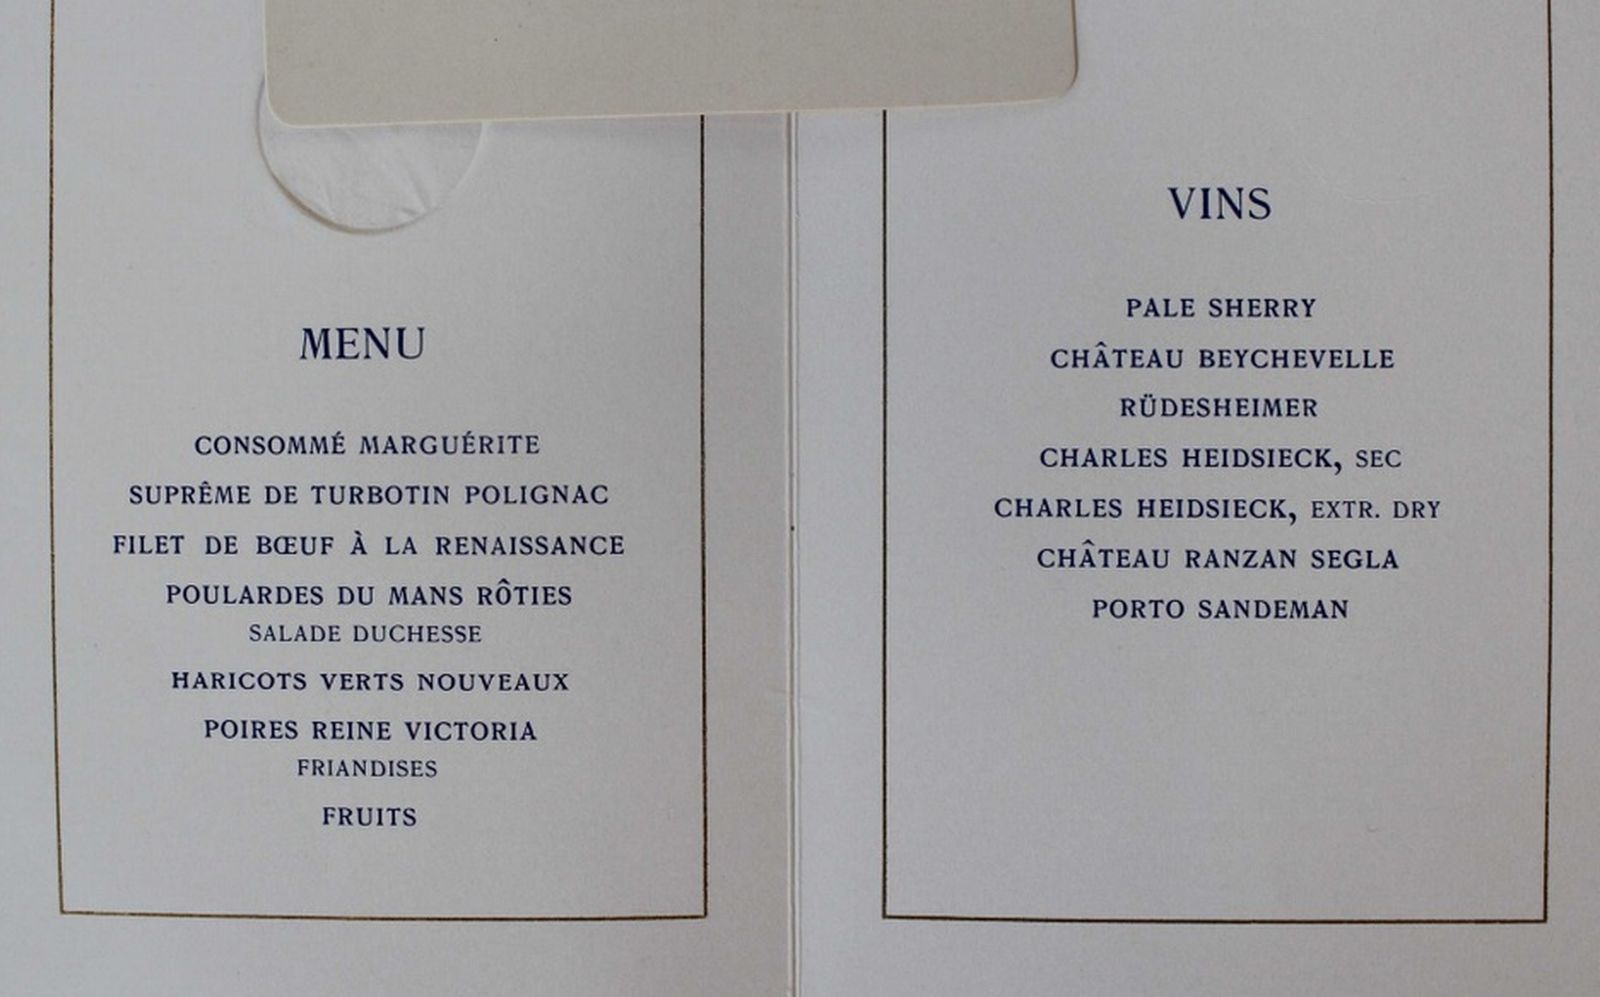 MENU
CONSOMMÉ MARGUÉRITE
SUPRÊME DE TURBOTIN POLIGNAC
FILET DE BŒUF À LA RENAISSANCE
POULARDES DU MANS RÔTIES
SALADE DUCHESSE
HARICOTS VERTS NOUVEAUX
POIRES REINE VICTORIA
FRIANDISES
FRUITS
VINS
PALE SHERRY
CHÂTEAU BEYCHEVELLE
RÜDESHEIMER
CHARLES HEIDSIECK, SEC
CHARLES HEIDSIECK, EXTR. DRY
CHÂTEAU RANZAN SEGLA
PORTO SANDEMAN